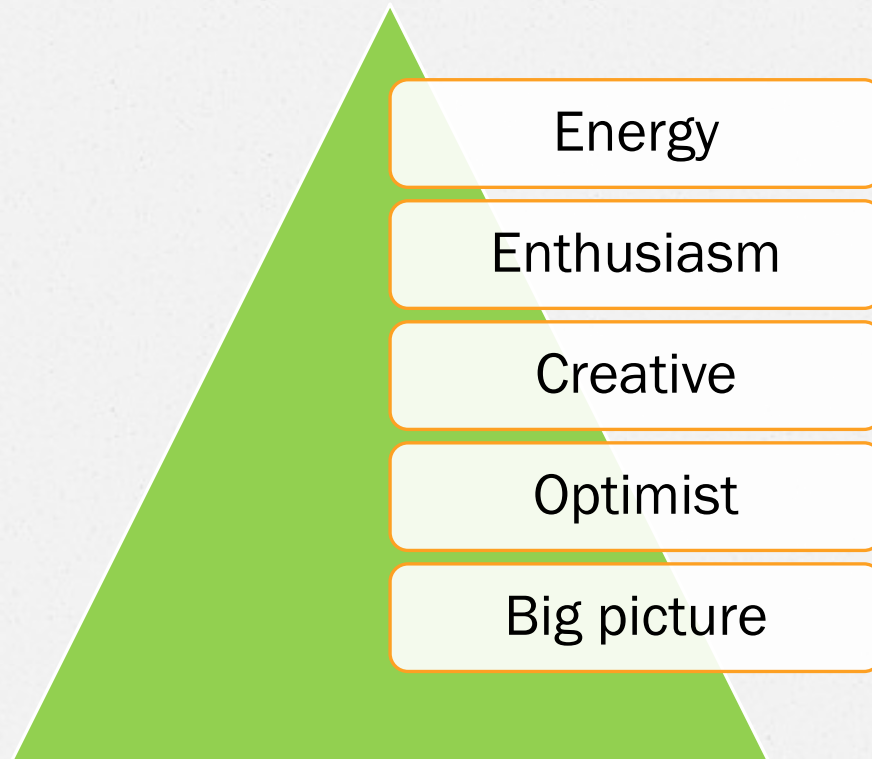 Energy
Enthusiasm
Creative
Optimist
Big picture